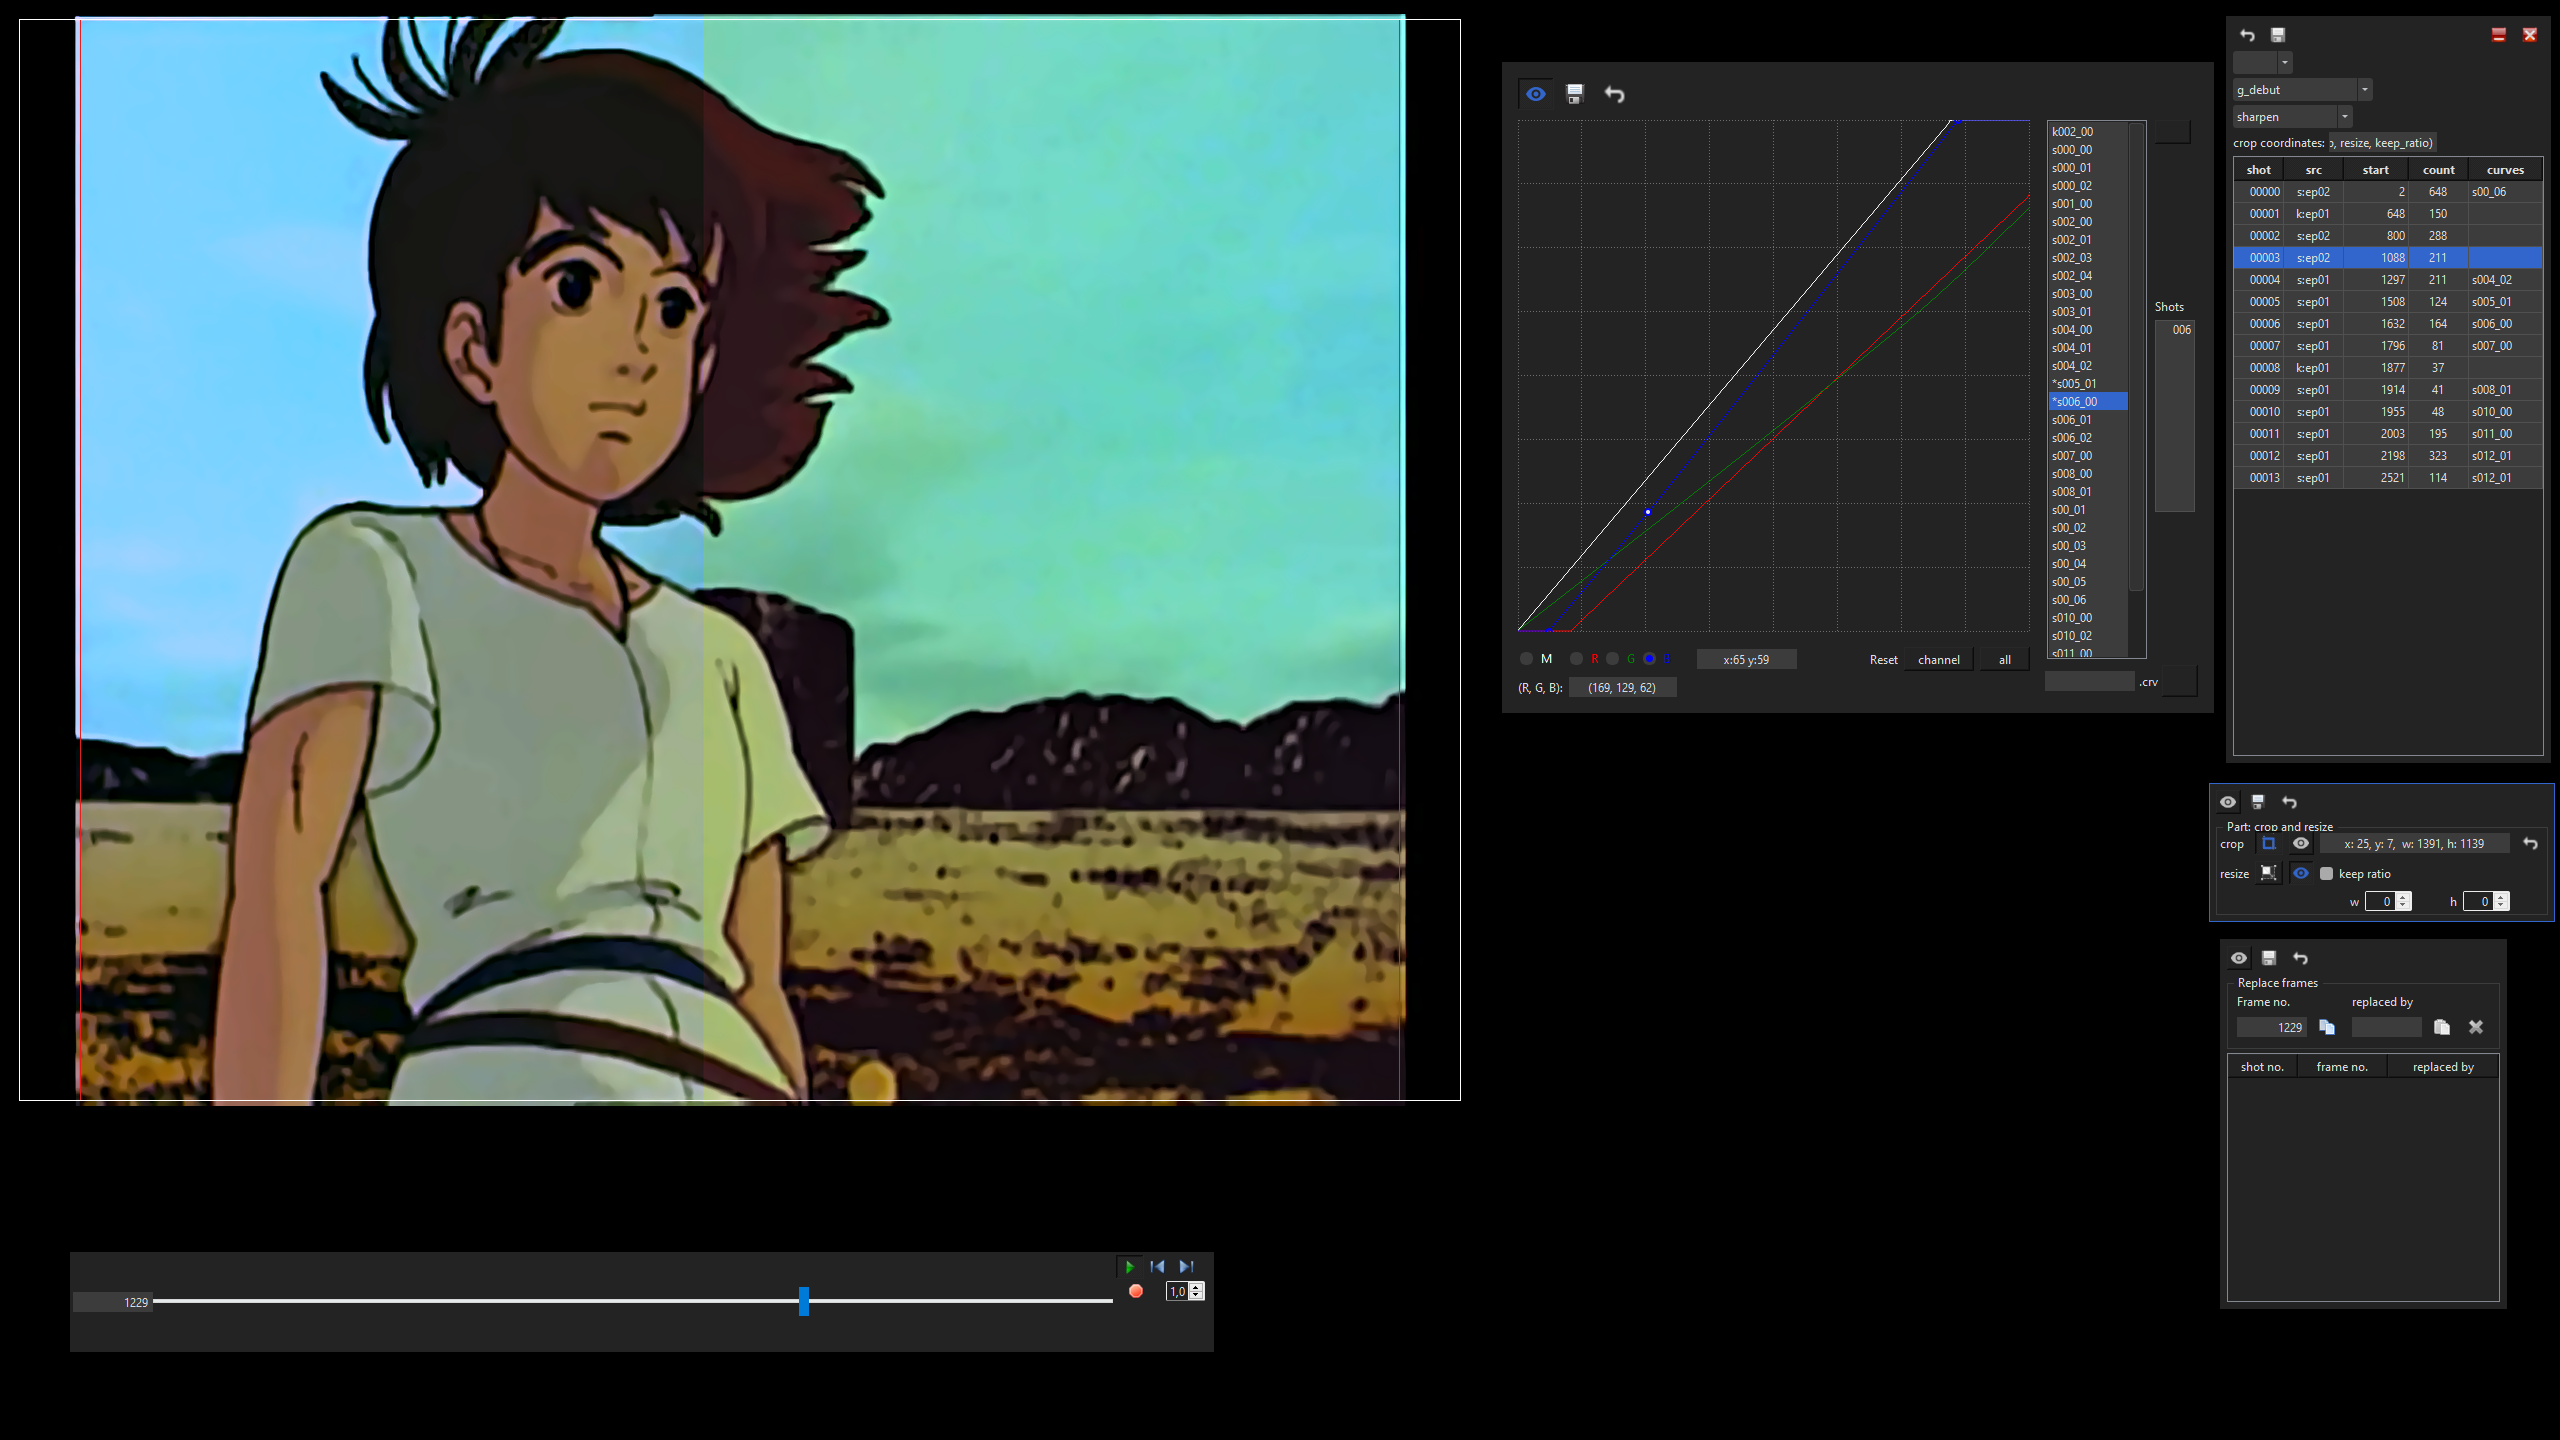 k002_00
s000_00
s000_01
s000_02
s001_00
s002_00
s002_01
s002_03
s002_04
s003_00
s003_01
s004_00
s004_01
s004_02
*s005_01
*s006_00
s006_01
s006_02
s007_00
s008_00
s008_01
s00_01
s00_02
s00_03
s00_04
s00_05
s00_06
s010_00
s010_02
s011_00
Shots
006
M R G B x:65 y:59 Reset channel all
(R, G, B): (169, 129, 62)
.crv
g_debut
sharpen
crop coordinates: , resize, keep_ratio)
shot src start count curves
00000 s:ep02 2 648 s00_06
00001 k:ep01 648 150
00002 s:ep02 800 288
00003 s:ep02 1088 211
00004 s:ep01 1297 211 s004_02
00005 s:ep01 1508 124 s005_01
00006 s:ep01 1632 164 s006_00
00007 s:ep01 1796 81 s007_00
00008 k:ep01 1877 37
00009 s:ep01 1914 41 s008_01
00010 s:ep01 1955 48 s010_00
00011 s:ep01 2003 195 s011_00
00012 s:ep01 2198 323 s012_01
00013 s:ep01 2521 114 s012_01
Part: crop and resize
crop x: 25, y: 7, w: 1391, h: 1139
resize keep ratio
w 0 h 0
Replace frames
Frame no. replaced by
1229
shot no. frame no. replaced by
1229
1,0